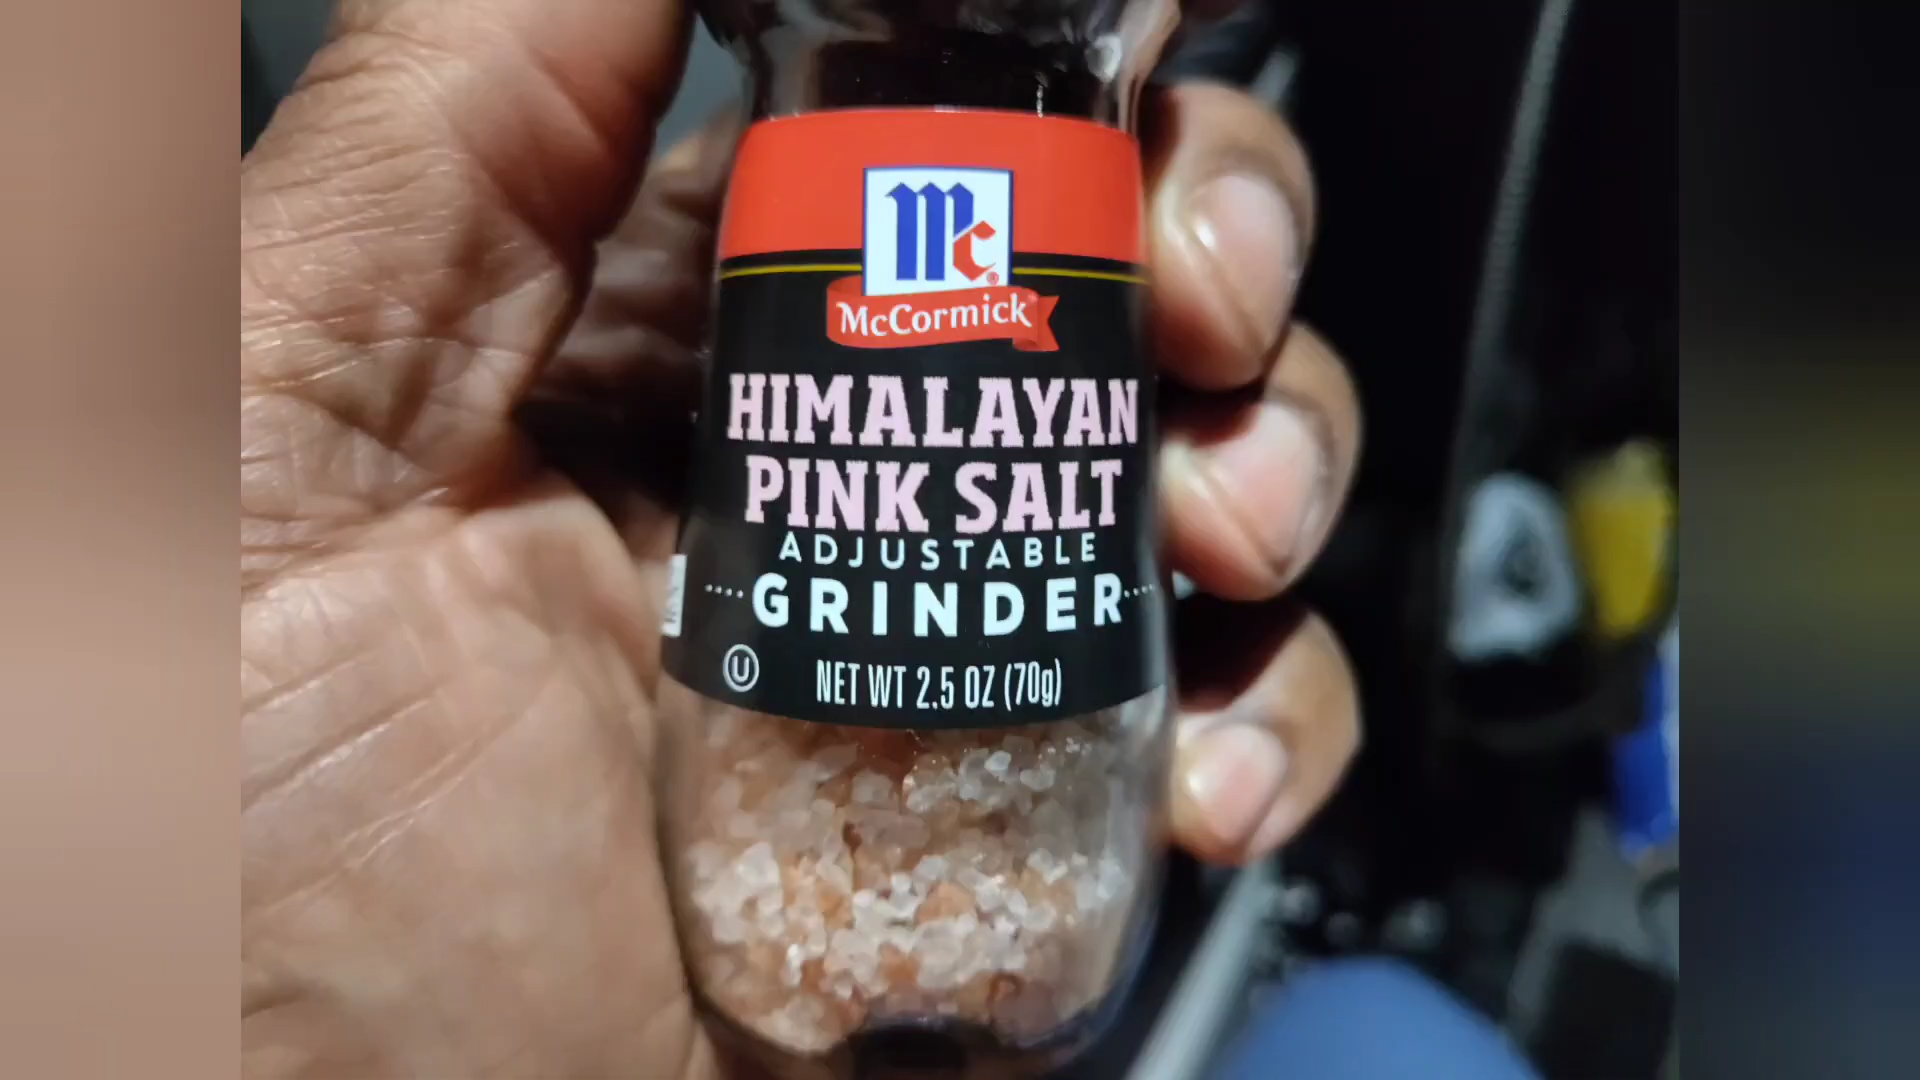 Mc®
McCormick
HIMALAYAN
PINK SALT
ADJUSTABLE
GRINDER
U
NET WT 2.5 OZ (70g)